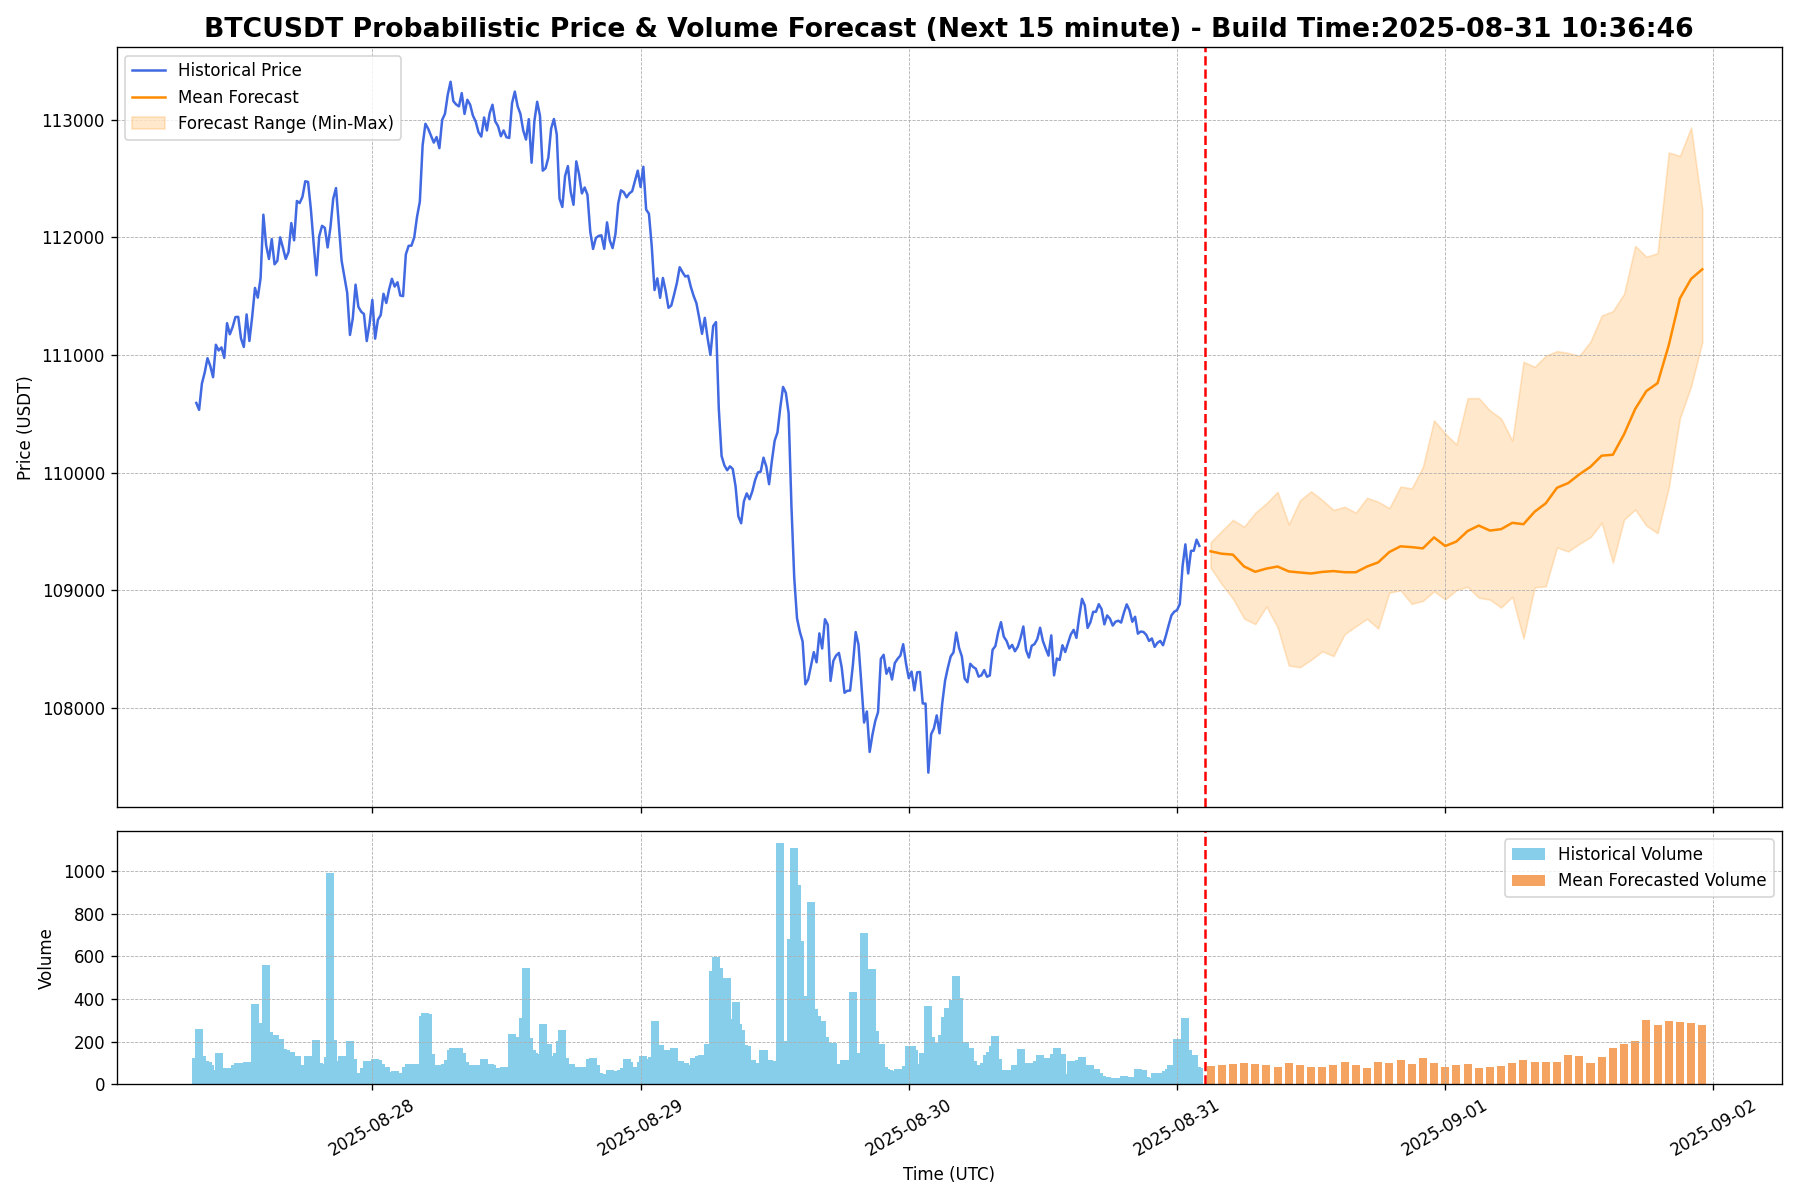 BTCUSDT Probabilistic Price & Volume Forecast (Next 15 minute) - Build Time:2025-08-31 10:36:46
Historical Price
Mean Forecast
Forecast Range (Min-Max)
113000
112000
111000
110000
109000
108000
Price (USDT)
Historical Volume
Mean Forecasted Volume
1000
800
600
400
200
0
Volume
2025-08-28
2025-08-29
2025-08-30
2025-08-31
2025-09-01
2025-09-02
Time (UTC)